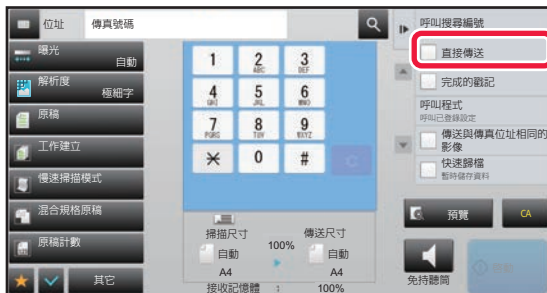 位址 傳真號碼
曝光
自動
解析度
極細字
原稿
工作建立
慢速掃描模式
混合規格原稿
原稿計數
其它
1 2 3
ABC DEF
4 5 6
GHI JKL MNO
7 8 9
PQRS TUV WXYZ
0 #
C
掃描尺寸 傳送尺寸
自動 100% 自動
A4 A4
接收記憶體 : 100%
呼叫搜尋編號
直接傳送
完成的戳記
呼叫程式
呼叫已登錄設定
傳送與傳真位址相同的
影像
快速歸檔
暫時儲存資料
預覽 CA
免持聽筒